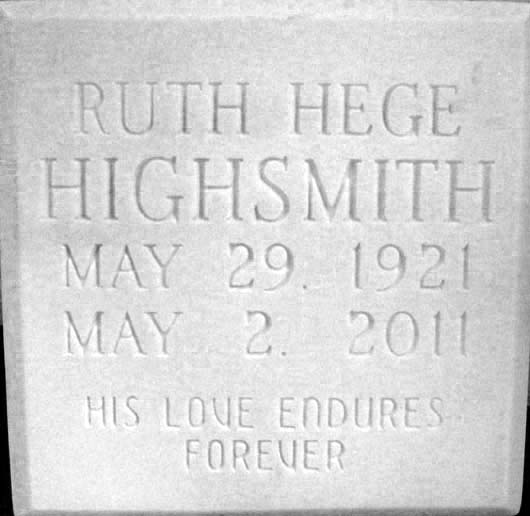 RUTH HEGE
HIGHSMITH
MAY 29. 1921
MAY 2. 2011
HIS LOVE ENDURES
FOREVER